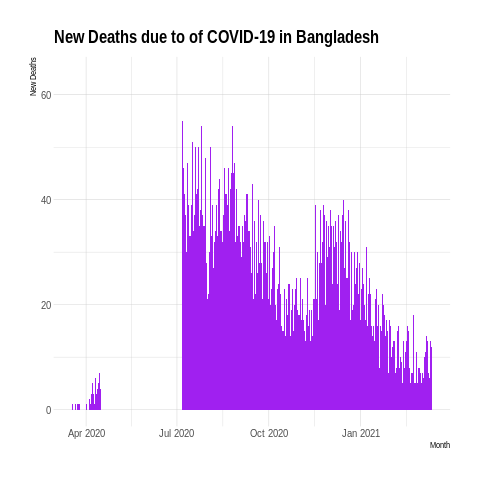 New Deaths due to of COVID-19 in Bangladesh
New Deaths
60
40
20
0
Apr 2020
Jul 2020
Oct 2020
Jan 2021
Month